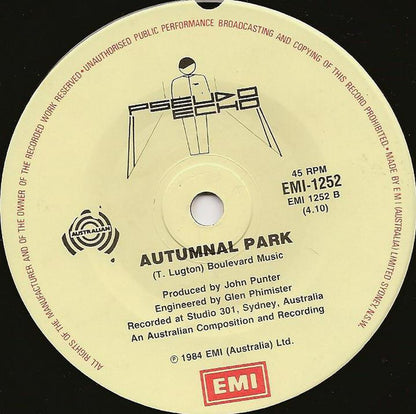 ALL RIGHTS OF THE MANUFACTURER AND OF THE OWNER OF THE RECORDED WORK RESERVED • UNAUTHORISED PUBLIC PERFORMANCE BROADCASTING AND COPYING OF THIS RECORD PROHIBITED • MADE BY E M I (AUSTRALIA) LIMITED SYDNEY N.S.W.
PSEUDO
ECHO
45 RPM
EMI-1252
EMI 1252 B
(4.10)
AUSTRALIAN
AUTUMNAL PARK
(T. Lugton) Boulevard Music
Produced by John Punter
Engineered by Glen Phimister
Recorded at Studio 301, Sydney, Australia
An Australian Composition and Recording
℗ 1984 EMI (Australia) Ltd.
EMI